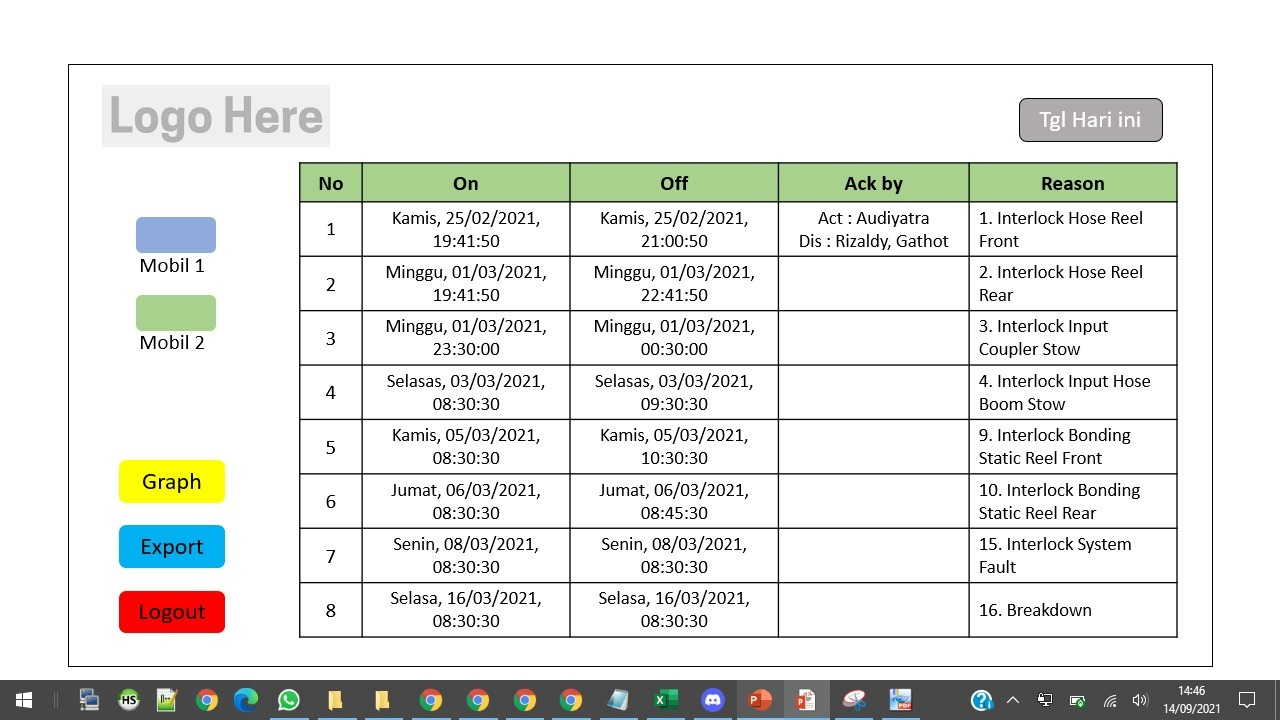 Logo Here
Tgl Hari ini
No
On
Off
Ack by
Reason
1
Kamis, 25/02/2021,
19:41:50
Kamis, 25/02/2021,
21:00:50
Act : Audiyatra
Dis : Rizaldy, Gathot
1. Interlock Hose Reel
Front
2
Minggu, 01/03/2021,
19:41:50
Minggu, 01/03/2021,
22:41:50
2. Interlock Hose Reel
Rear
3
Minggu, 01/03/2021,
23:30:00
Minggu, 01/03/2021,
00:30:00
3. Interlock Input
Coupler Stow
4
Selasas, 03/03/2021,
08:30:30
Selasas, 03/03/2021,
09:30:30
4. Interlock Input Hose
Boom Stow
5
Kamis, 05/03/2021,
08:30:30
Kamis, 05/03/2021,
10:30:30
9. Interlock Bonding
Static Reel Front
6
Jumat, 06/03/2021,
08:30:30
Jumat, 06/03/2021,
08:45:30
10. Interlock Bonding
Static Reel Rear
7
Senin, 08/03/2021,
08:30:30
Senin, 08/03/2021,
08:30:30
15. Interlock System
Fault
8
Selasa, 16/03/2021,
08:30:30
Selasa, 16/03/2021,
08:30:30
16. Breakdown
Mobil 1
Mobil 2
Graph
Export
Logout
HS
14:46
14/09/2021